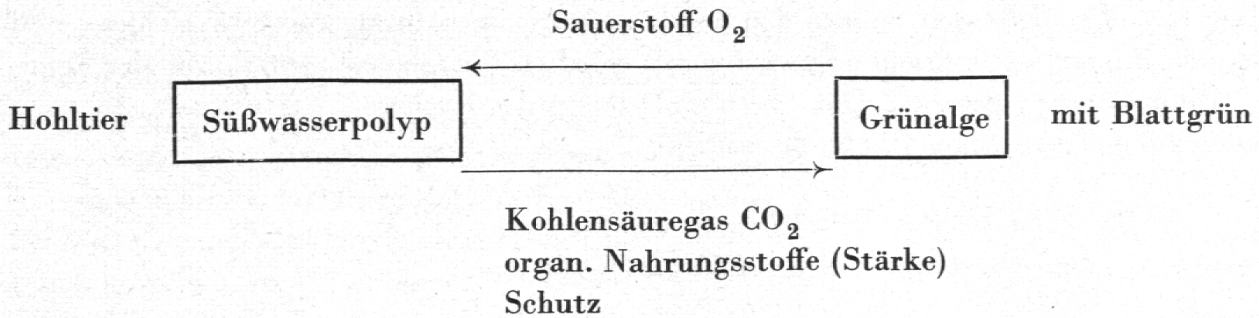 Sauerstoff O₂
Hohltier Süßwasserpolyp Grünalge mit Blattgrün
Kohlensäuregas CO₂
organ. Nahrungsstoffe (Stärke)
Schutz